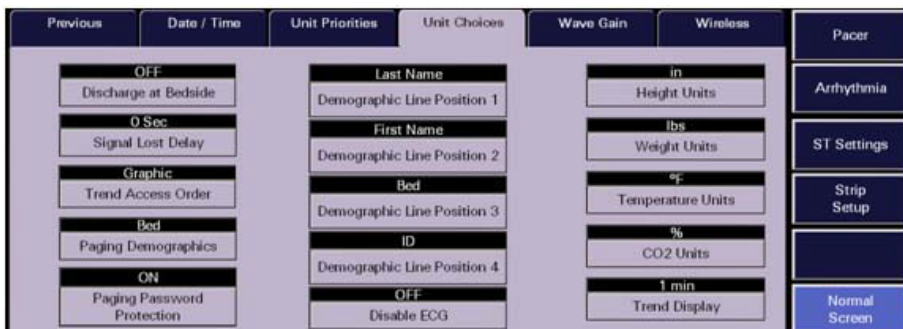 Previous
Date / Time
Unit Priorities
Unit Choices
Wave Gain
Wireless
OFF
Discharge at Bedside
0 Sec
Signal Lost Delay
Graphic
Trend Access Order
Bed
Paging Demographics
ON
Paging Password
Protection
Last Name
Demographic Line Position 1
First Name
Demographic Line Position 2
Bed
Demographic Line Position 3
ID
Demographic Line Position 4
OFF
Disable ECG
in
Height Units
lbs
Weight Units
°F
Temperature Units
%
CO2 Units
1 min
Trend Display
Pacer
Arrhythmia
ST Settings
Strip
Setup
Normal
Screen